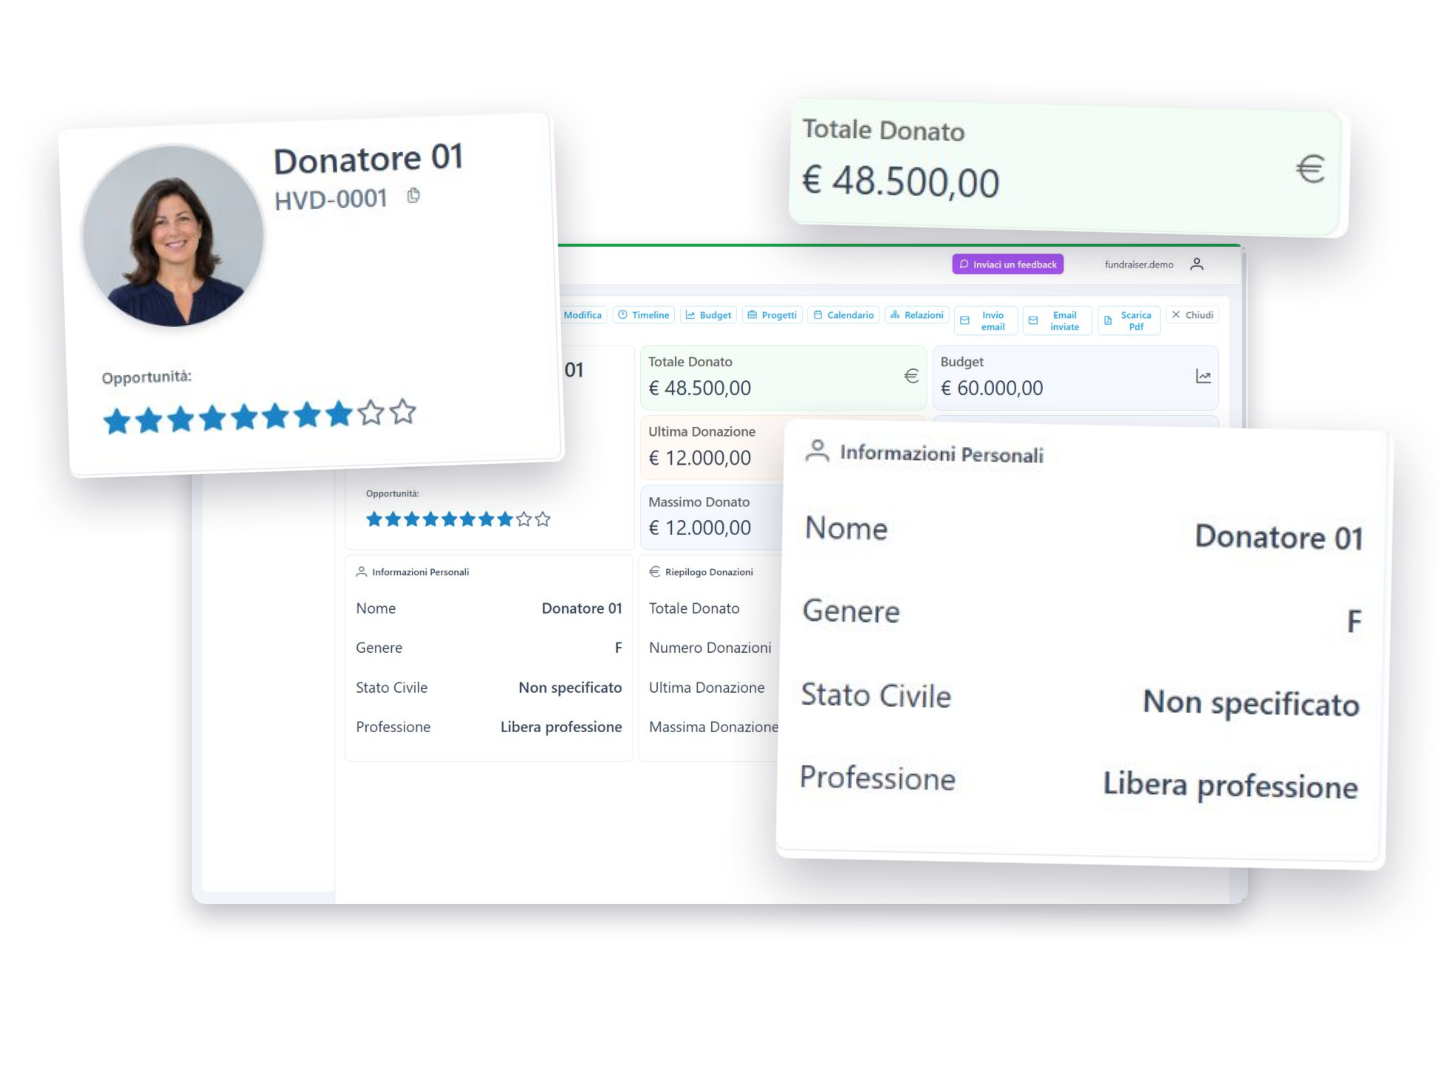 Donatore 01
HVD-0001
Opportunità:
Totale Donato
€ 48.500,00
€
Inviaci un feedback
fundraiser.demo
Modifica
Timeline
Budget
Progetti
Calendario
Relazioni
Invio
email
Email
inviate
Scarica
Pdf
Chiudi
01
Opportunità:
Totale Donato
€ 48.500,00
€
Budget
€ 60.000,00
Ultima Donazione
€ 12.000,00
Massimo Donato
€ 12.000,00
Informazioni Personali
Nome Donatore 01
Genere F
Stato Civile Non specificato
Professione Libera professione
€ Riepilogo Donazioni
Totale Donato
Numero Donazioni
Ultima Donazione
Massima Donazione
Informazioni Personali
Nome Donatore 01
Genere F
Stato Civile Non specificato
Professione Libera professione